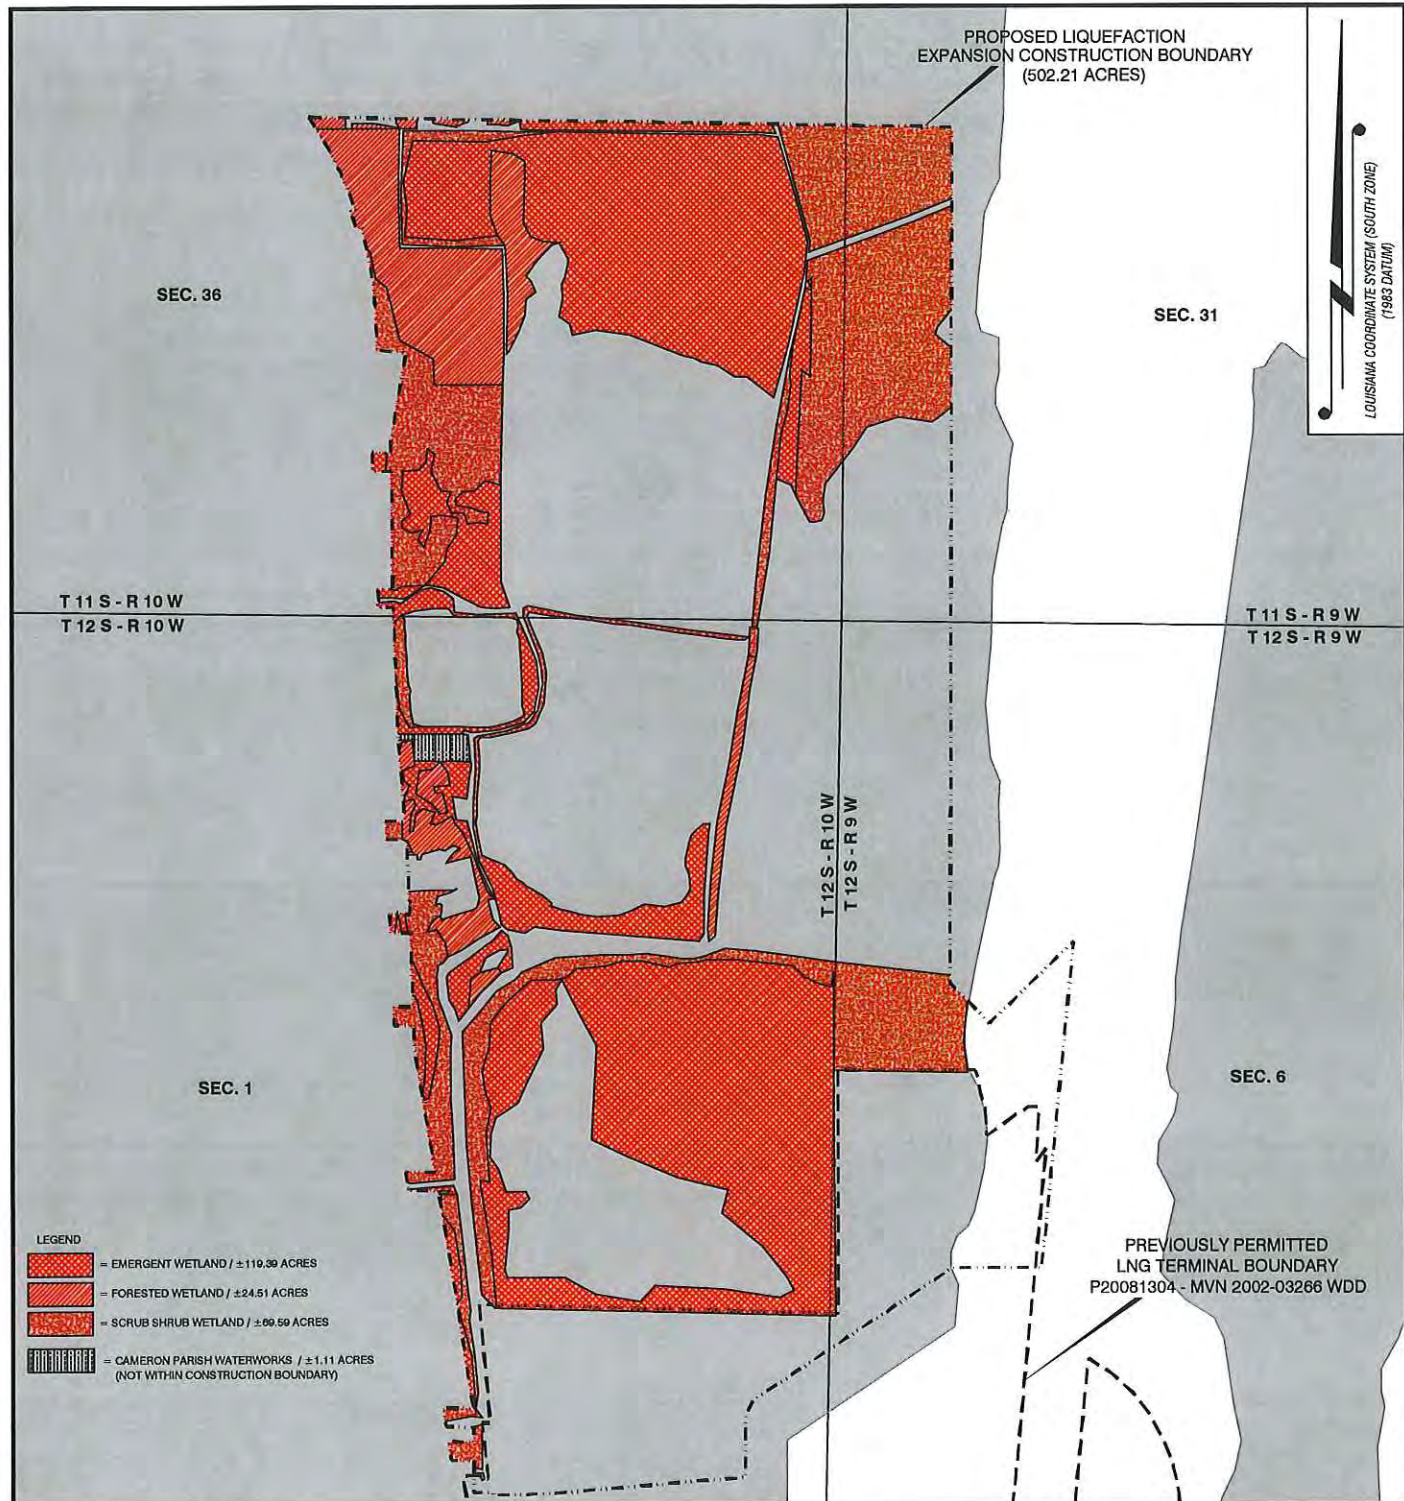 PROPOSED LIQUEFACTION
EXPANSION CONSTRUCTION BOUNDARY
(502.21 ACRES)
LOUISIANA COORDINATE SYSTEM (SOUTH ZONE)
(1983 DATUM)
SEC. 36
SEC. 31
T 11 S - R 10 W
T 12 S - R 10 W
T 11 S - R 9 W
T 12 S - R 9 W
T 12 S - R 10 W
T 12 S - R 9 W
SEC. 1
SEC. 6
LEGEND
= EMERGENT WETLAND / ±119.39 ACRES
= FORESTED WETLAND / ±24.51 ACRES
= SCRUB SHRUB WETLAND / ±69.59 ACRES
= CAMERON PARISH WATERWORKS / ±1.11 ACRES
(NOT WITHIN CONSTRUCTION BOUNDARY)
PREVIOUSLY PERMITTED
LNG TERMINAL BOUNDARY
P20081304 - MVN 2002-03266 WDD